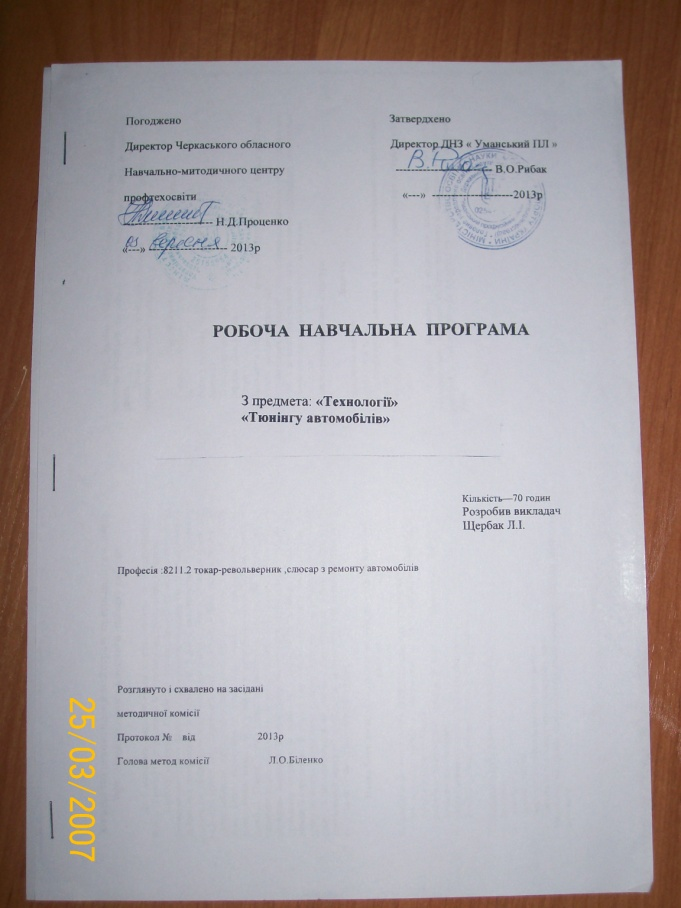 Погоджено
Директор Черкаського обласного
Навчально-митодичного центру
профтехосвіти
---------------------- Н.Д.Проценко
«---» вересня 2013р
Затвердхено
Директор ДНЗ « Уманський ПЛ »
---------------------- В.О.Рибак
«---» ----------------------2013р
РОБОЧА НАВЧАЛЬНА ПРОГРАМА
З предмета: «Технології»
«Тюнінгу автомобілів»
Кількість—70 годин
Розробив викладач
Щербак Л.І.
Професія :8211.2 токар-револьверник ,слюсар з ремонту автомобілів
Розглянуто і схвалено на засідані
методичної комісії
Протокол № від 2013р
Голова метод комісії Л.О.Біленко
25/03/2007